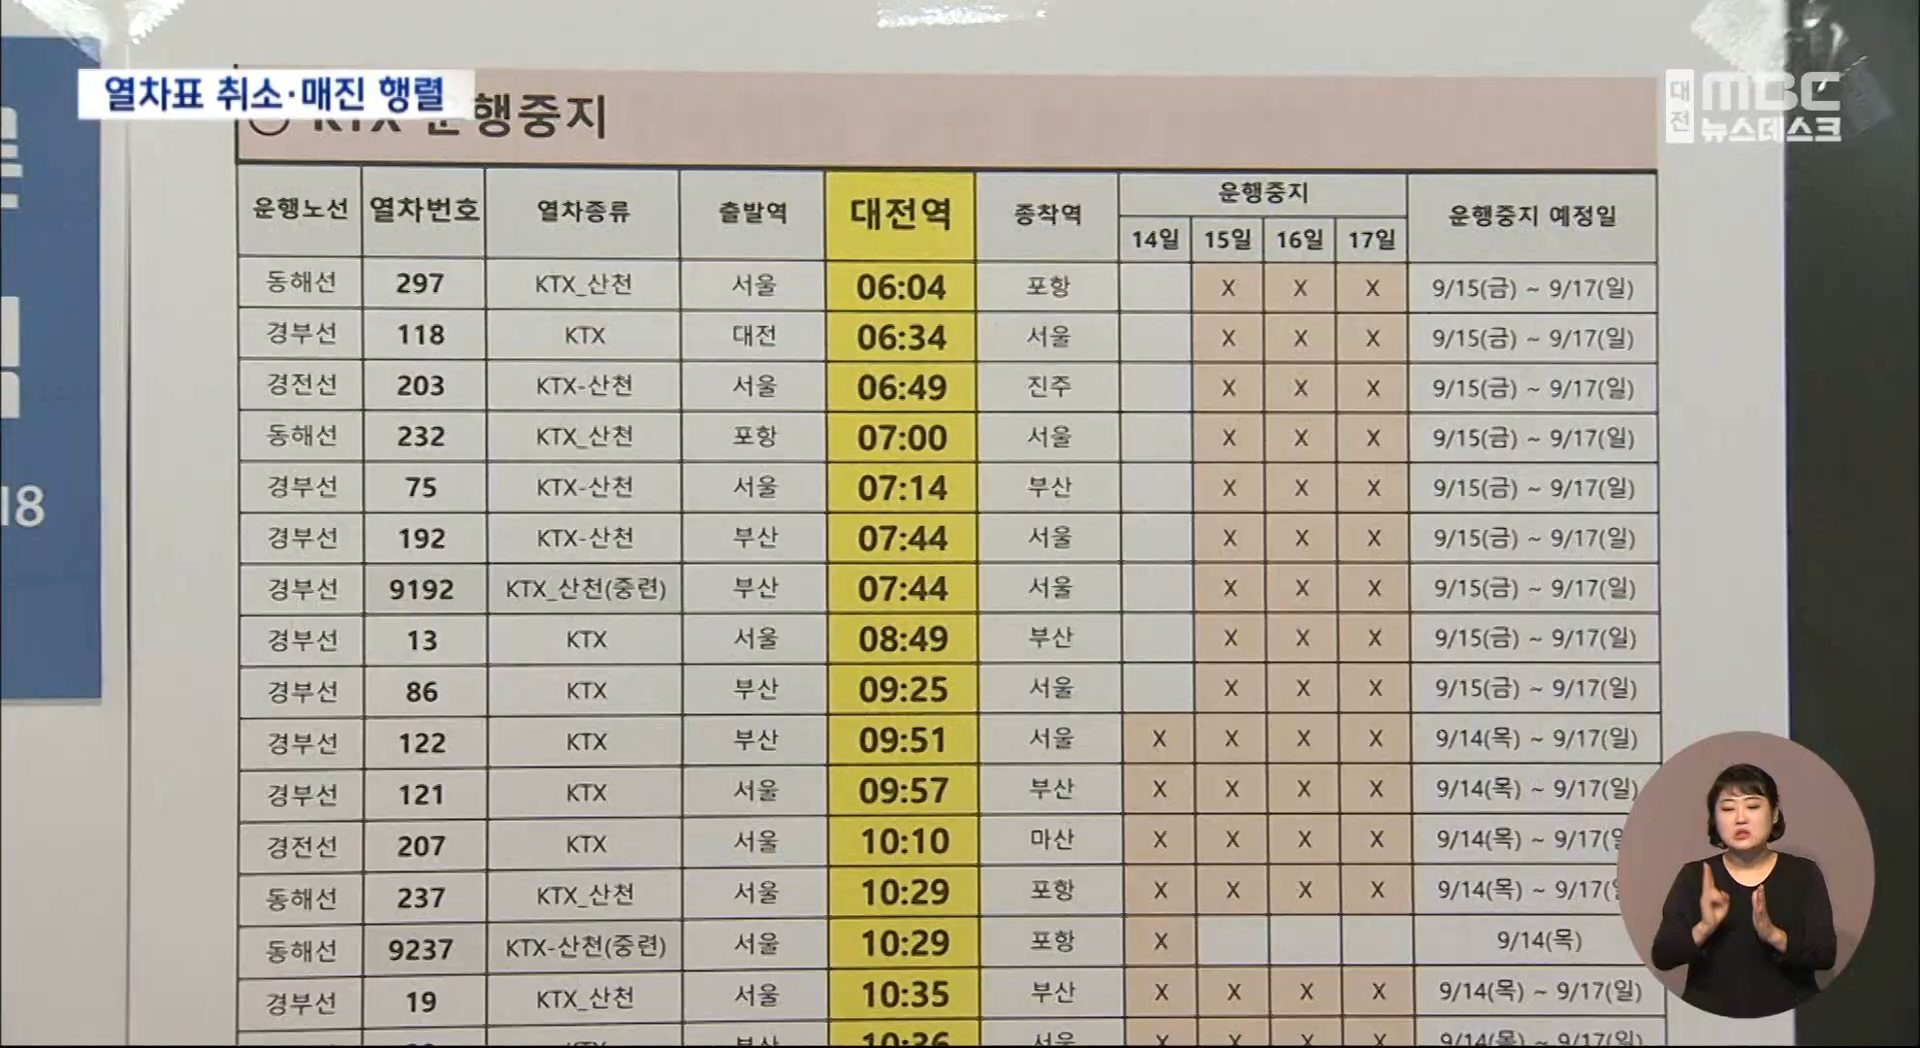 열차표 취소·매진 행렬
대전 MBC 뉴스데스크
KTX 운행중지
운행노선 열차번호 열차종류 출발역 대전역 종착역 운행중지 운행중지 예정일
14일 15일 16일 17일
동해선 297 KTX_산천 서울 06:04 포항 X X X 9/15(금) ~ 9/17(일)
경부선 118 KTX 대전 06:34 서울 X X X 9/15(금) ~ 9/17(일)
경전선 203 KTX-산천 서울 06:49 진주 X X X 9/15(금) ~ 9/17(일)
동해선 232 KTX_산천 포항 07:00 서울 X X X 9/15(금) ~ 9/17(일)
경부선 75 KTX-산천 서울 07:14 부산 X X X 9/15(금) ~ 9/17(일)
경부선 192 KTX-산천 부산 07:44 서울 X X X 9/15(금) ~ 9/17(일)
경부선 9192 KTX_산천(중련) 부산 07:44 서울 X X X 9/15(금) ~ 9/17(일)
경부선 13 KTX 서울 08:49 부산 X X X 9/15(금) ~ 9/17(일)
경부선 86 KTX 부산 09:25 서울 X X X 9/15(금) ~ 9/17(일)
경부선 122 KTX 부산 09:51 서울 X X X X 9/14(목) ~ 9/17(일)
경부선 121 KTX 서울 09:57 부산 X X X X 9/14(목) ~ 9/17(일)
경전선 207 KTX 서울 10:10 마산 X X X X 9/14(목) ~ 9/17(일
동해선 237 KTX_산천 서울 10:29 포항 X X X X 9/14(목) ~ 9/17(
동해선 9237 KTX-산천(중련) 서울 10:29 포항 X 9/14(목)
경부선 19 KTX_산천 서울 10:35 부산 X X X X 9/14(목) ~ 9/17(일)
KTX 부산 10:36 서울 X X X X 9/14(목) ~ 9/17(일)
18